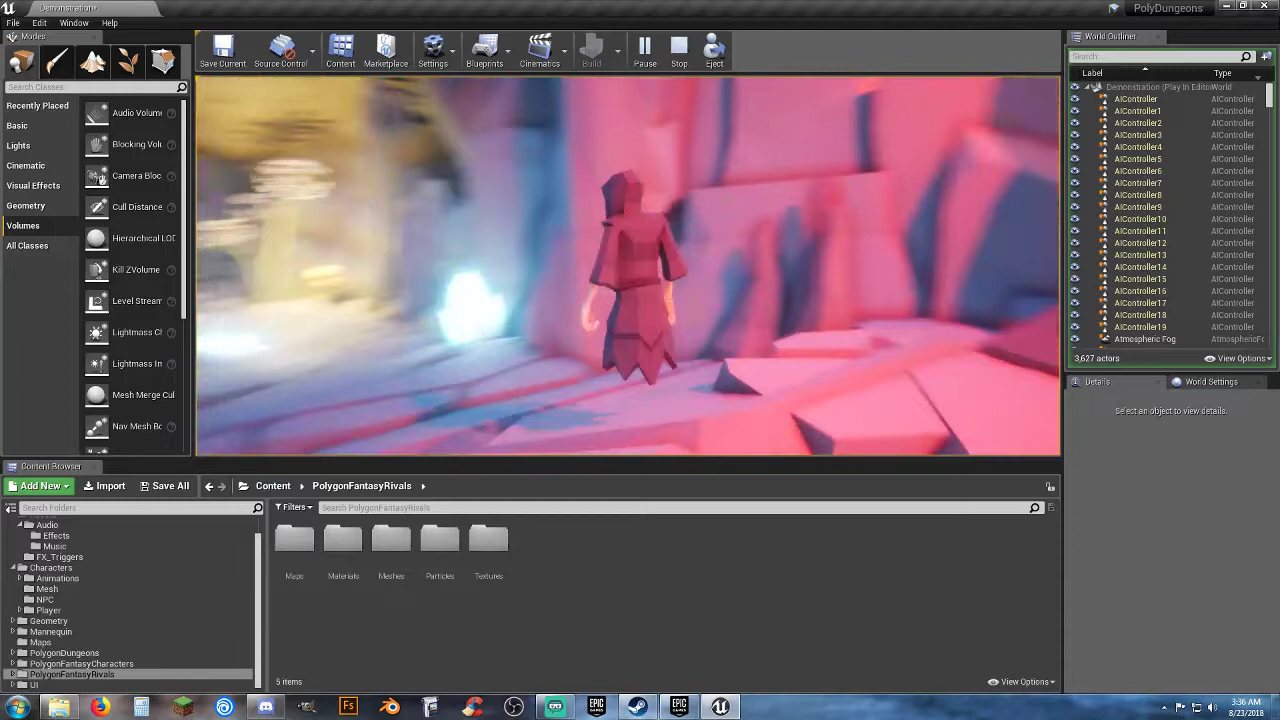 Demonstration*
PolyDungeons
File Edit Window Help
Modes
Search Classes
Recently Placed
Basic
Lights
Cinematic
Visual Effects
Geometry
Volumes
All Classes
Audio Volume
Blocking Volu
Camera Bloc
Cull Distance
Hierarchical LOD
Kill ZVolume
Level Stream
Lightmass Ch
Lightmass Im
Mesh Merge Cul
Nav Mesh Bo
Save Current
Source Control
Content
Marketplace
Settings
Blueprints
Cinematics
Build
Pause
Stop
Eject
World Outliner
Search...
Label Type
Demonstration (Play In Editor World
AIController AIController
AIController1 AIController
AIController2 AIController
AIController3 AIController
AIController4 AIController
AIController5 AIController
AIController6 AIController
AIController7 AIController
AIController8 AIController
AIController9 AIController
AIController10 AIController
AIController11 AIController
AIController12 AIController
AIController13 AIController
AIController14 AIController
AIController15 AIController
AIController16 AIController
AIController17 AIController
AIController18 AIController
AIController19 AIController
Atmospheric Fog AtmosphericFo
3,627 actors View Options
Details World Settings
Select an object to view details.
Content Browser
Add New Import Save All Content PolygonFantasyRivals
Search Folders
Filters Search PolygonFantasyRivals
Audio
Effects
Music
FX_Triggers
Characters
Animations
Mesh
NPC
Player
Geometry
Mannequin
Maps
PolygonDungeons
PolygonFantasyCharacters
PolygonFantasyRivals
UI
Maps Materials Meshes Particles Textures
5 items View Options
Fs
EPIC GAMES
EPIC GAMES
3:36 AM
8/23/2018